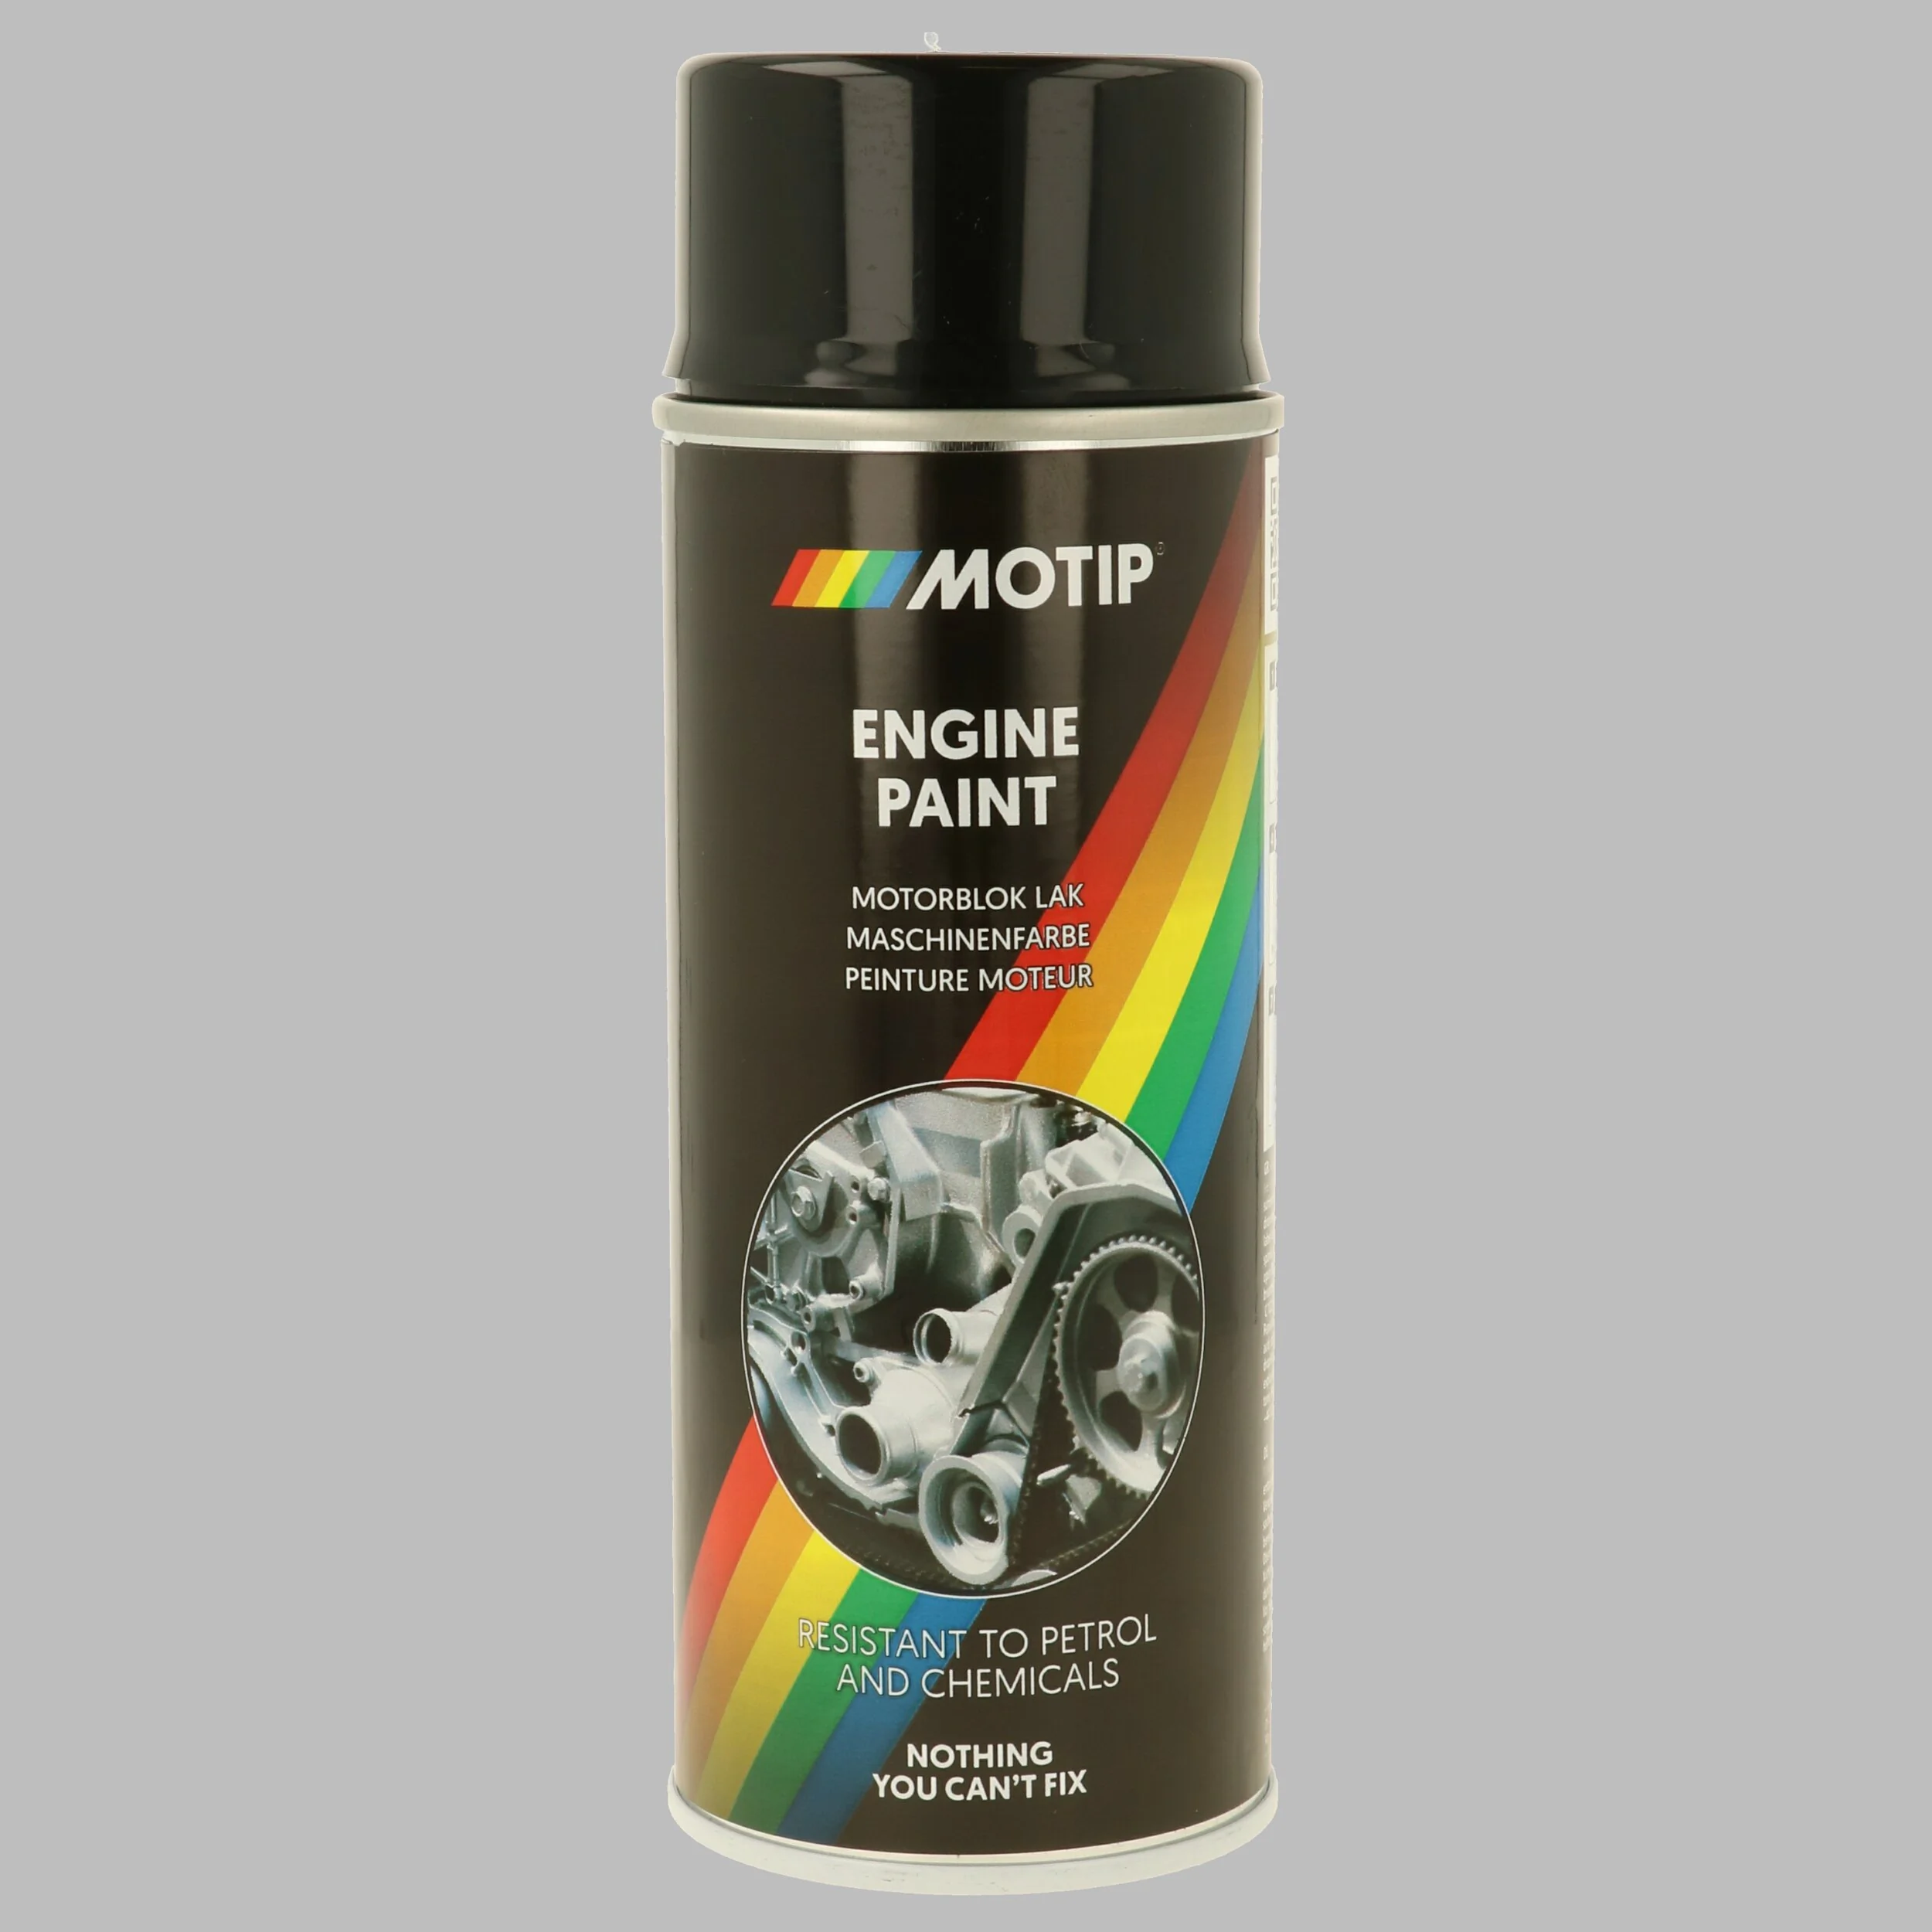 MOTIP®
ENGINE
PAINT
MOTORBLOK LAK
MASCHINENFARBE
PEINTURE MOTEUR
RESISTANT TO PETROL
AND CHEMICALS
NOTHING
YOU CAN'T FIX